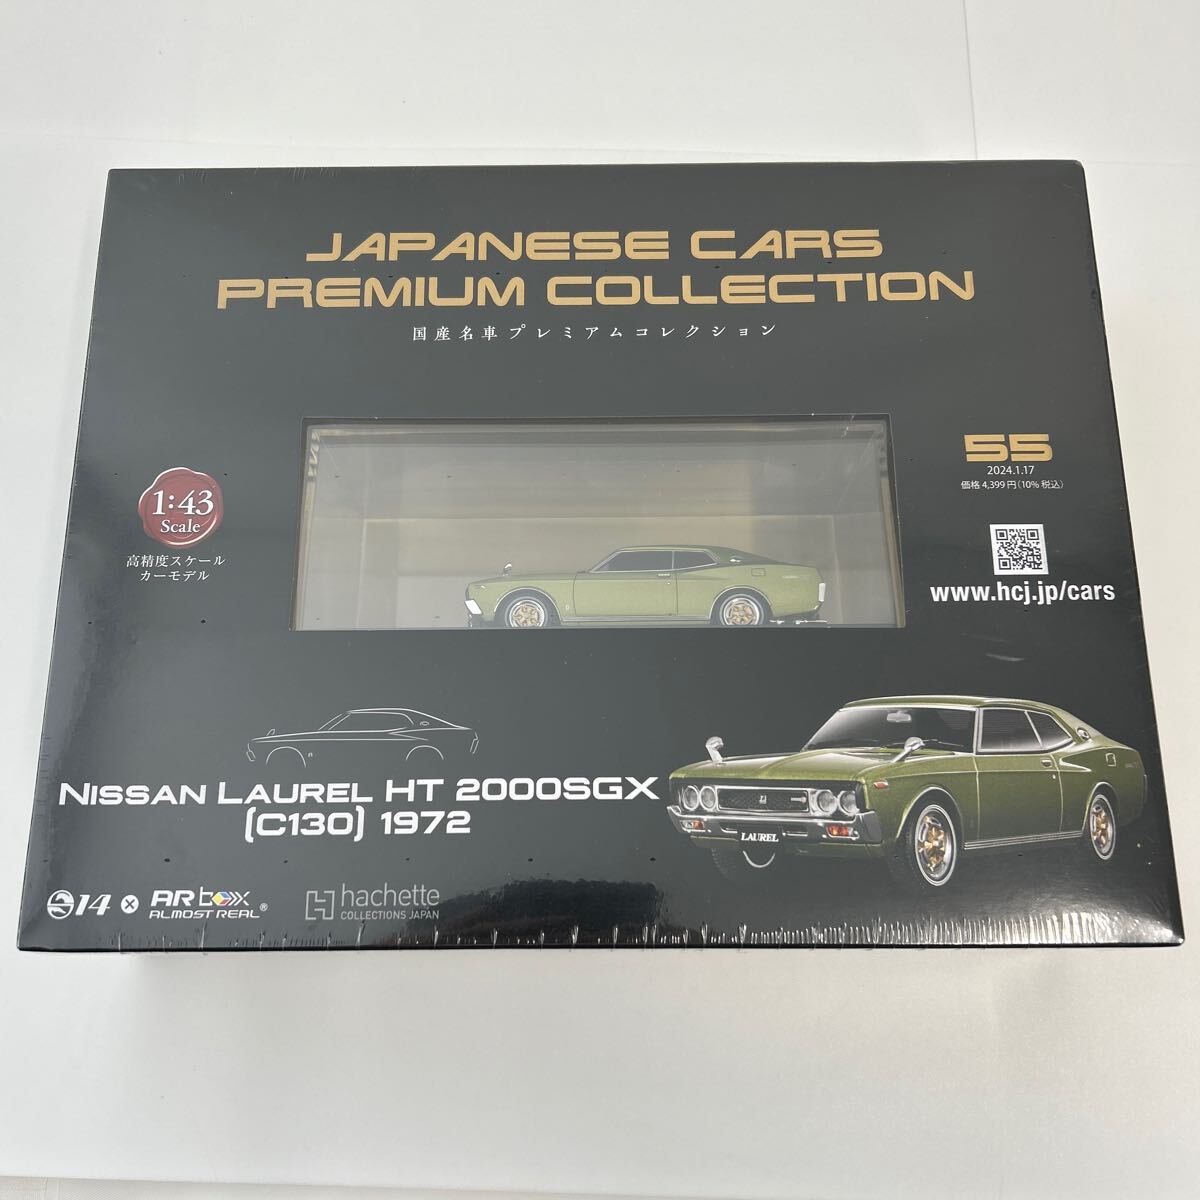 JAPANESE CARS
PREMIUM COLLECTION
国産名車プレミアムコレクション
1:43
Scale
高精度スケール
カーモデル
55
2024.1.17
価格 4,399円(10%税込)
www.hcj.jp/cars
NISSAN LAUREL HT 2000SGX
(C130) 1972
LAUREL
14 × ARbox
ALMOST REAL®
hachette
COLLECTIONS JAPAN